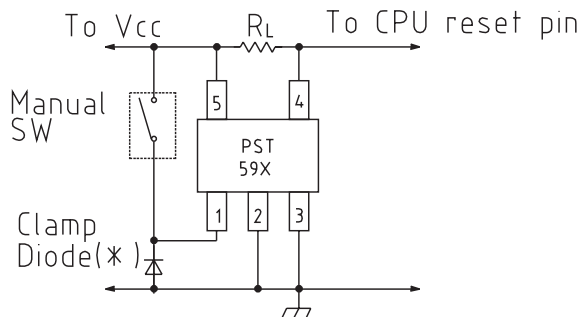 To Vcc
RL
To CPU reset pin
Manual
SW
5
4
PST
59X
1
2
3
Clamp
Diode(*)